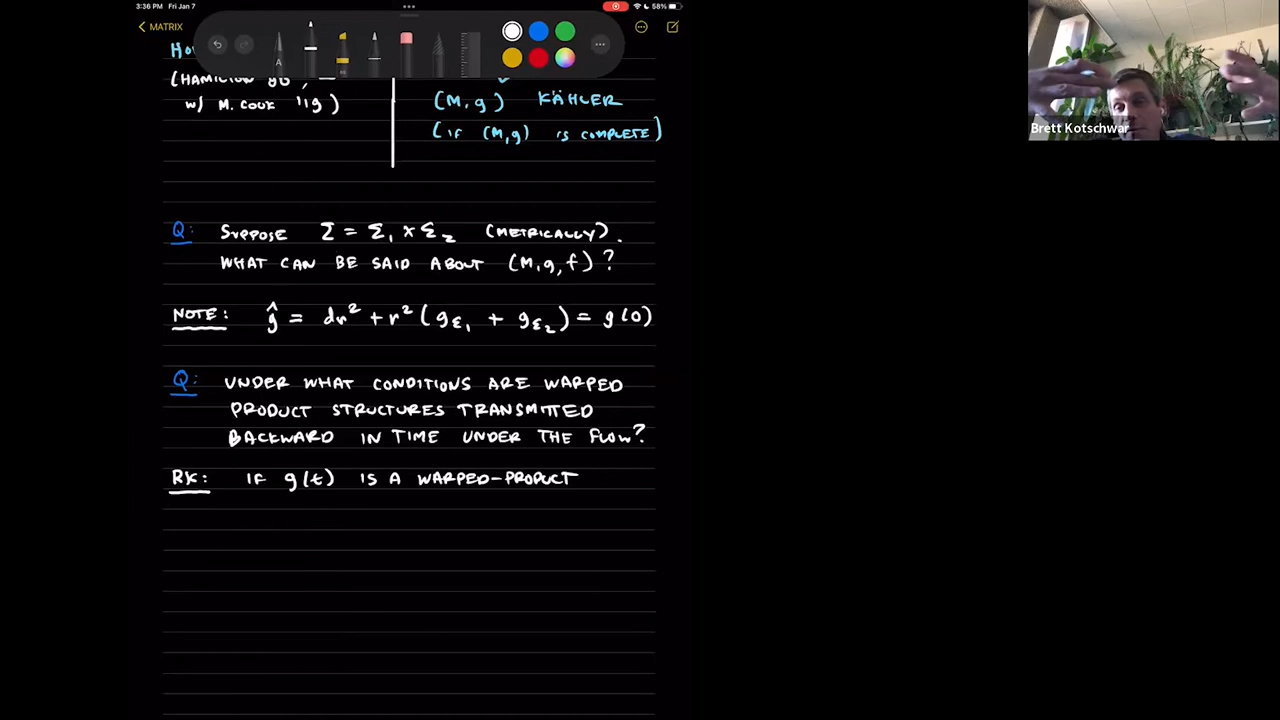 3:36 PM Fri Jan 7
58%
MATRIX
(HAMILTON
w/ M. COOK '19)
(M, g) KÄHLER
(IF (M,g) IS COMPLETE)
Q: SUPPOSE Σ = Σ₁ × Σ₂ (METRICALLY).
WHAT CAN BE SAID ABOUT (M, g, f)?
NOTE: ĝ = dr² + r² (g_Σ₁ + g_Σ₂) = g(0)
Q: UNDER WHAT CONDITIONS ARE WARPED
PRODUCT STRUCTURES TRANSMITTED
BACKWARD IN TIME UNDER THE FLOW?
RK: IF g(t) IS A WARPED-PRODUCT
Brett Kotschwar